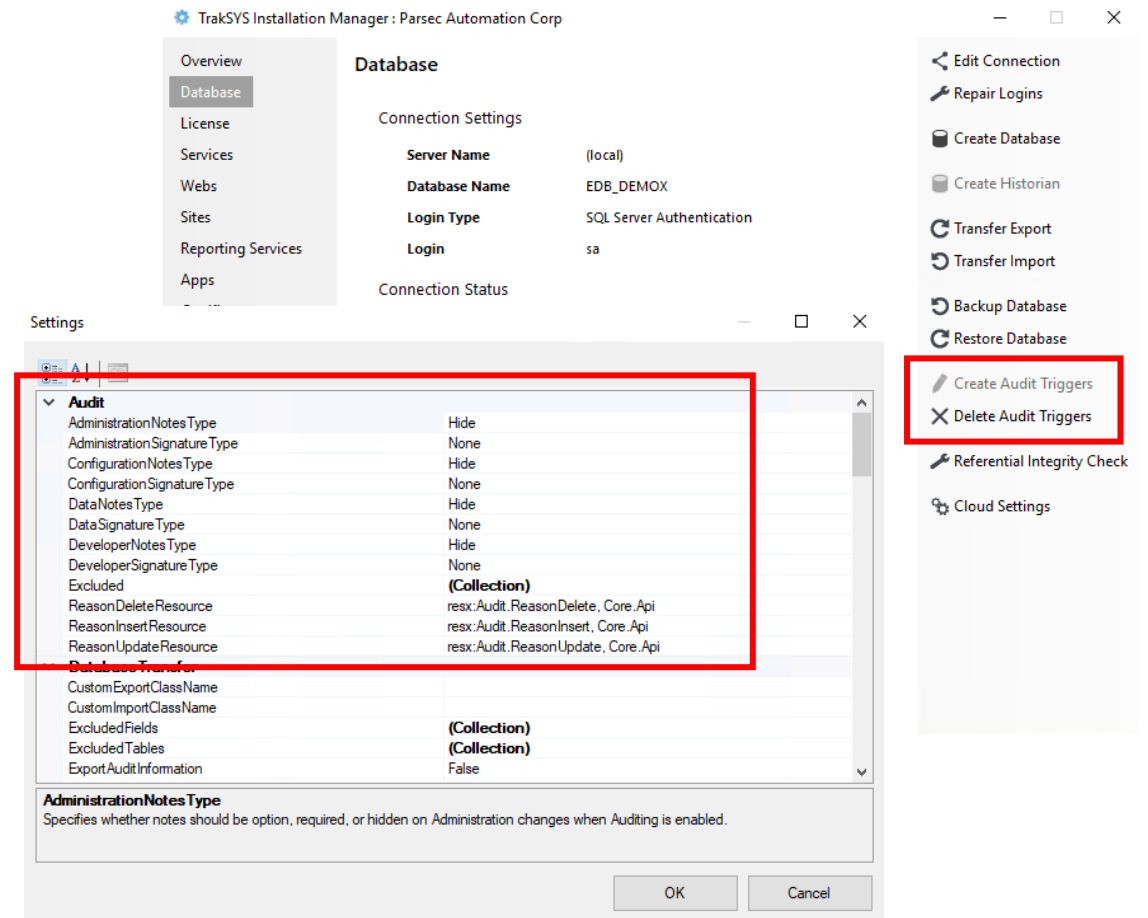 TrakSYS Installation Manager : Parsec Automation Corp
Overview
Database
License
Services
Webs
Sites
Reporting Services
Apps
Database
Connection Settings
Server Name (local)
Database Name EDB_DEMOX
Login Type SQL Server Authentication
Login sa
Connection Status
Edit Connection
Repair Logins
Create Database
Create Historian
Transfer Export
Transfer Import
Backup Database
Restore Database
Create Audit Triggers
Delete Audit Triggers
Referential Integrity Check
Cloud Settings
Settings
Audit
AdministrationNotesType Hide
AdministrationSignatureType None
ConfigurationNotesType Hide
ConfigurationSignatureType None
DataNotesType Hide
DataSignatureType None
DeveloperNotesType Hide
DeveloperSignatureType None
Excluded (Collection)
ReasonDeleteResource resx:Audit.ReasonDelete, Core.Api
ReasonInsertResource resx:Audit.ReasonInsert, Core.Api
ReasonUpdateResource resx:Audit.ReasonUpdate, Core.Api
DatabaseTransfer
CustomExportClassName
CustomImportClassName
ExcludedFields (Collection)
ExcludedTables (Collection)
ExportAuditInformation False
AdministrationNotesType
Specifies whether notes should be option, required, or hidden on Administration changes when Auditing is enabled.
OK
Cancel